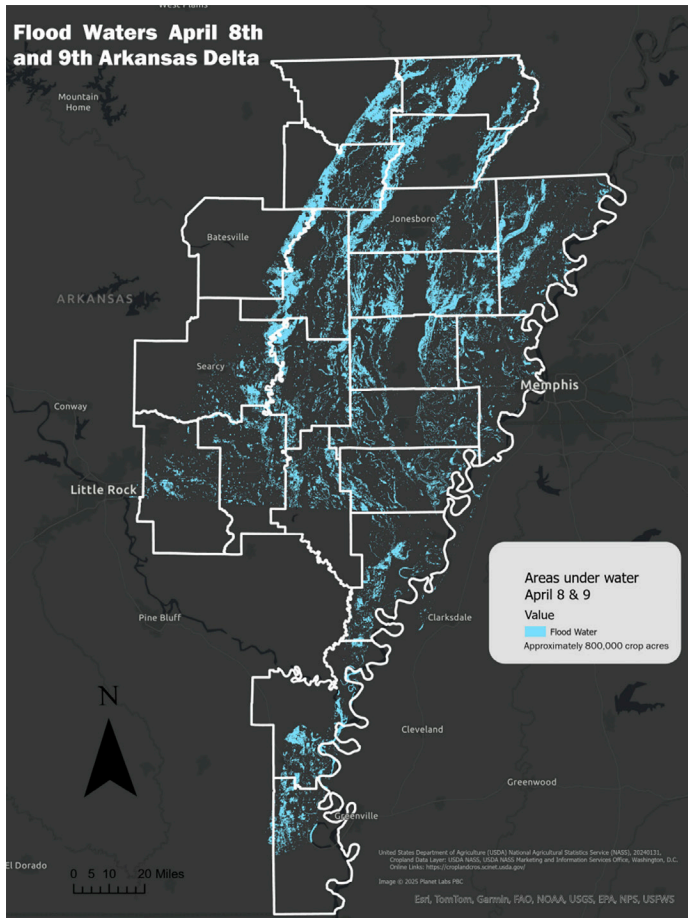 West Plains
Flood Waters April 8th
and 9th Arkansas Delta
Mountain
Home
Jonesboro
Batesville
ARKANSAS
Searcy
Memphis
Conway
Little Rock
Areas under water
April 8 & 9
Value
Flood Water
Approximately 800,000 crop acres
Pine Bluff
Clarksdale
N
Cleveland
Greenwood
Greenville
El Dorado
0 5 10 20 Miles
United States Department of Agriculture (USDA) National Agricultural Statistics Service (NASS), 20240131,
Cropland Data Layer: USDA NASS, USDA NASS Marketing and Information Services Office, Washington, D.C.
Online Links: https://croplandcros.scinet.usda.gov/
Image © 2025 Planet Labs PBC
Esri, TomTom, Garmin, FAO, NOAA, USGS, EPA, NPS, USFWS